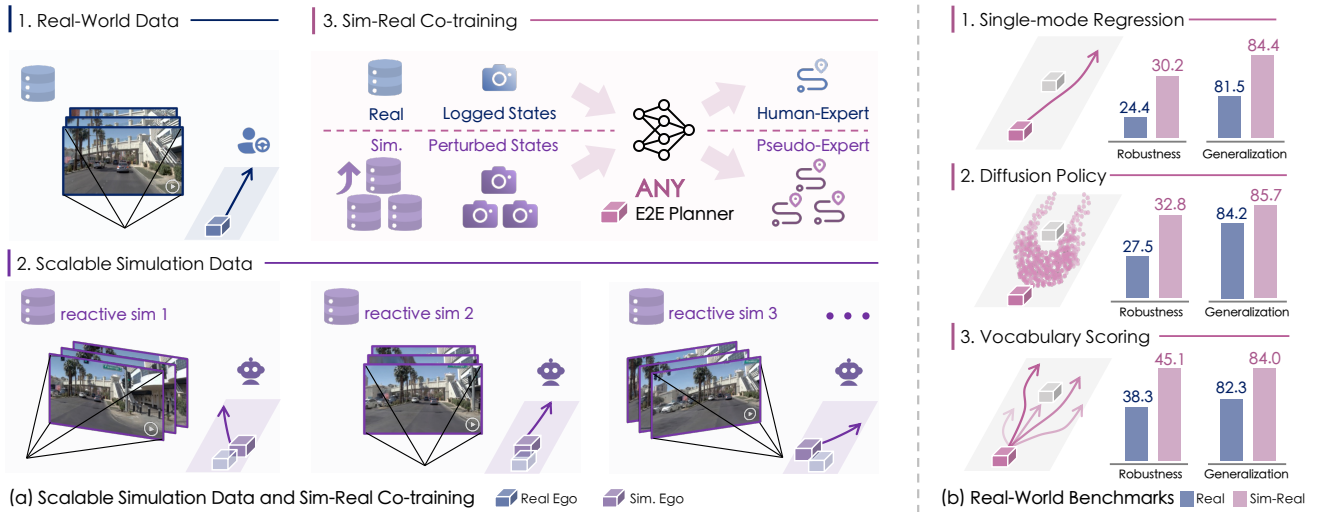 1. Real-World Data
3. Sim-Real Co-training
Real
Logged States
Human-Expert
Sim.
Perturbed States
Pseudo-Expert
ANY
E2E Planner
2. Scalable Simulation Data
reactive sim 1
reactive sim 2
reactive sim 3
(a) Scalable Simulation Data and Sim-Real Co-training
Real Ego
Sim. Ego
1. Single-mode Regression
24.4
30.2
81.5
84.4
Robustness
Generalization
2. Diffusion Policy
27.5
32.8
84.2
85.7
Robustness
Generalization
3. Vocabulary Scoring
38.3
45.1
82.3
84.0
Robustness
Generalization
(b) Real-World Benchmarks
Real
Sim-Real